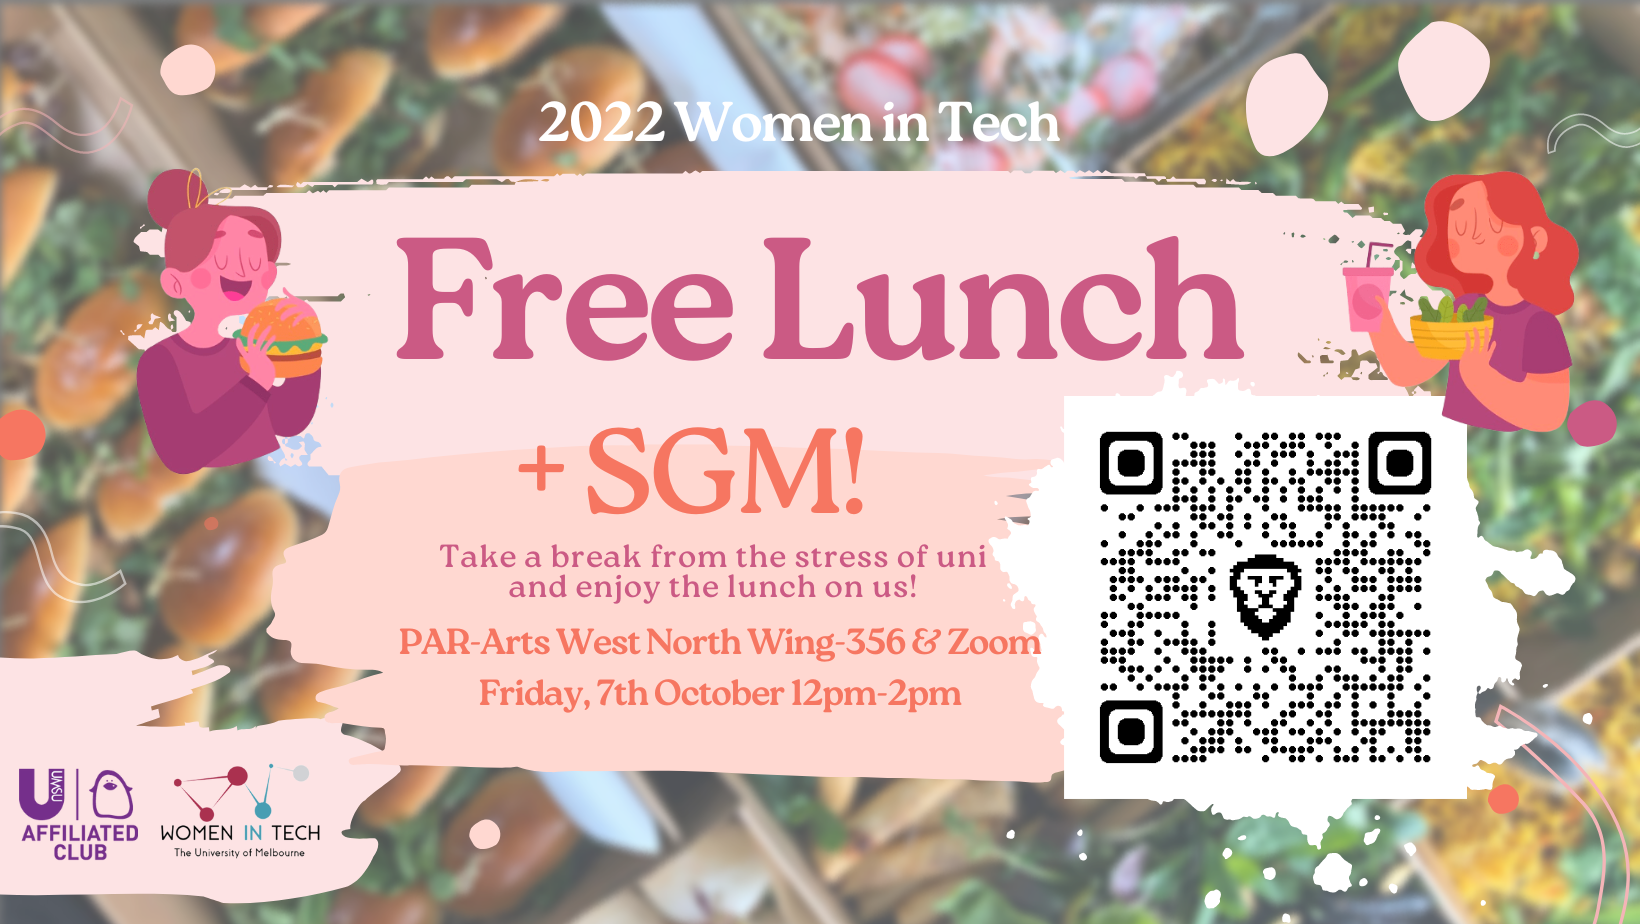 2022 Women in Tech
Free Lunch
+ SGM!
Take a break from the stress of uni
and enjoy the lunch on us!
PAR-Arts West North Wing-356 & Zoom
Friday, 7th October 12pm-2pm
U UMSU
AFFILIATED
CLUB
WOMEN IN TECH
The University of Melbourne